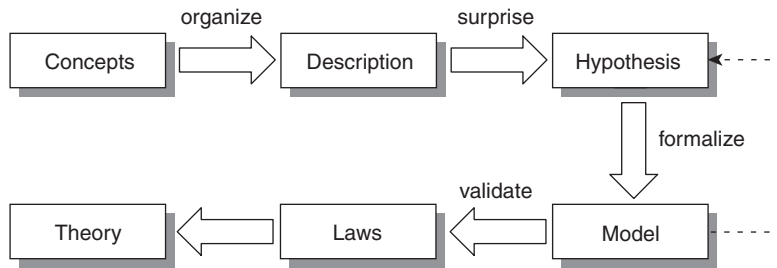 organize
surprise
Concepts
Description
Hypothesis
formalize
validate
Theory
Laws
Model